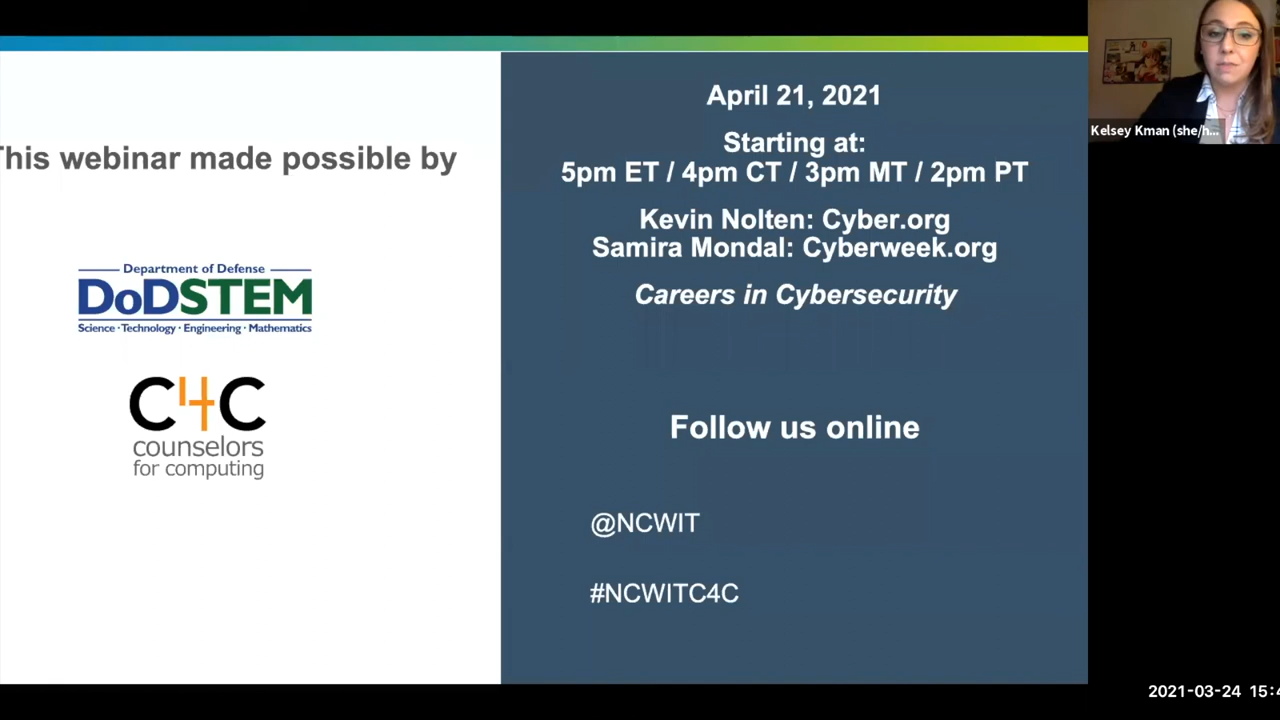 This webinar made possible by
Department of Defense
DoDSTEM
Science · Technology · Engineering · Mathematics
C4C
counselors
for computing
April 21, 2021
Starting at:
5pm ET / 4pm CT / 3pm MT / 2pm PT
Kevin Nolten: Cyber.org
Samira Mondal: Cyberweek.org
Careers in Cybersecurity
Follow us online
@NCWIT
#NCWITC4C
Kelsey Kman (she/h...
2021-03-24 15:4